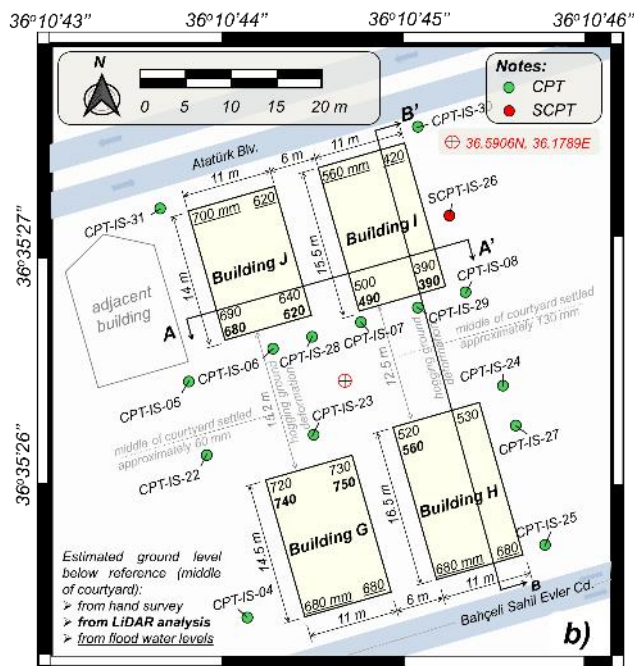 36°10'43"
36°10'44"
36°10'45"
36°10'46"
N
0 5 10 15 20 m
Notes:
CPT
SCPT
36.5906N, 36.1789E
B'
CPT-IS-30
Atatürk Blv.
11 m
6 m
11 m
CPT-IS-31
36°35'27"
700 mm 620
560 mm 420
SCPT-IS-26
14 m
15.5 m
Building J
Building I
A'
adjacent
building
CPT-IS-08
690 640
680 620
500 390
490 390
A
CPT-IS-29
CPT-IS-07
CPT-IS-28
CPT-IS-06
CPT-IS-05
middle of courtyard settled
approximately 130 mm
hogging ground
deformation
12.5 m
hogging ground
deformation
CPT-IS-24
CPT-IS-23
middle of courtyard settled
approximately 60 mm
CPT-IS-27
CPT-IS-22
36°35'26"
520 530
560
720 730
740 750
16.5 m
14.5 m
Building H
Building G
CPT-IS-25
Estimated ground level
below reference (middle
of courtyard):
➢ from hand survey
➢ from LiDAR analysis
➢ from flood water levels
CPT-IS-04
680 mm 680
680 mm 680
11 m
6 m
11 m
B
Bahçeli Sahil Evler Cd.
b)